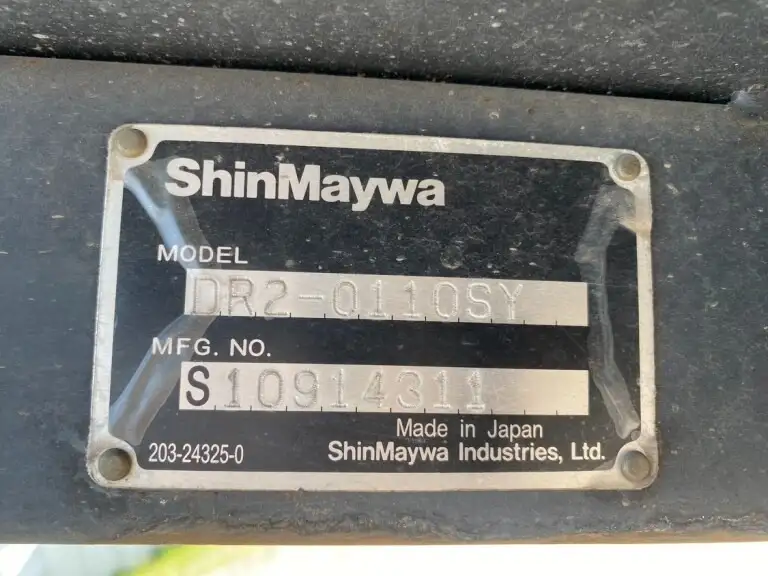 ShinMaywa
MODEL
DR2-0110SY
MFG. NO.
S10914311
Made in Japan
203-24325-0
ShinMaywa Industries, Ltd.